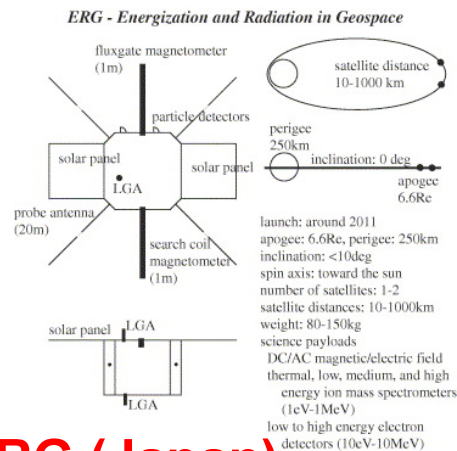 ERG - Energization and Radiation in Geospace
fluxgate magnetometer
(1m)
particle detectors
solar panel
LGA
solar panel
probe antenna
(20m)
search coil
magnetometer
(1m)
solar panel
LGA
LGA
satellite distance
10-1000 km
perigee
250km
inclination: 0 deg
apogee
6.6Re
launch: around 2011
apogee: 6.6Re, perigee: 250km
inclination: <10deg
spin axis: toward the sun
number of satellites: 1-2
satellite distances: 10-1000km
weight: 80-150kg
science payloads
DC/AC magnetic/electric field
thermal, low, medium, and high
energy ion mass spectrometers
(1eV-1MeV)
low to high energy electron
detectors (10eV-10MeV)
(Japan)